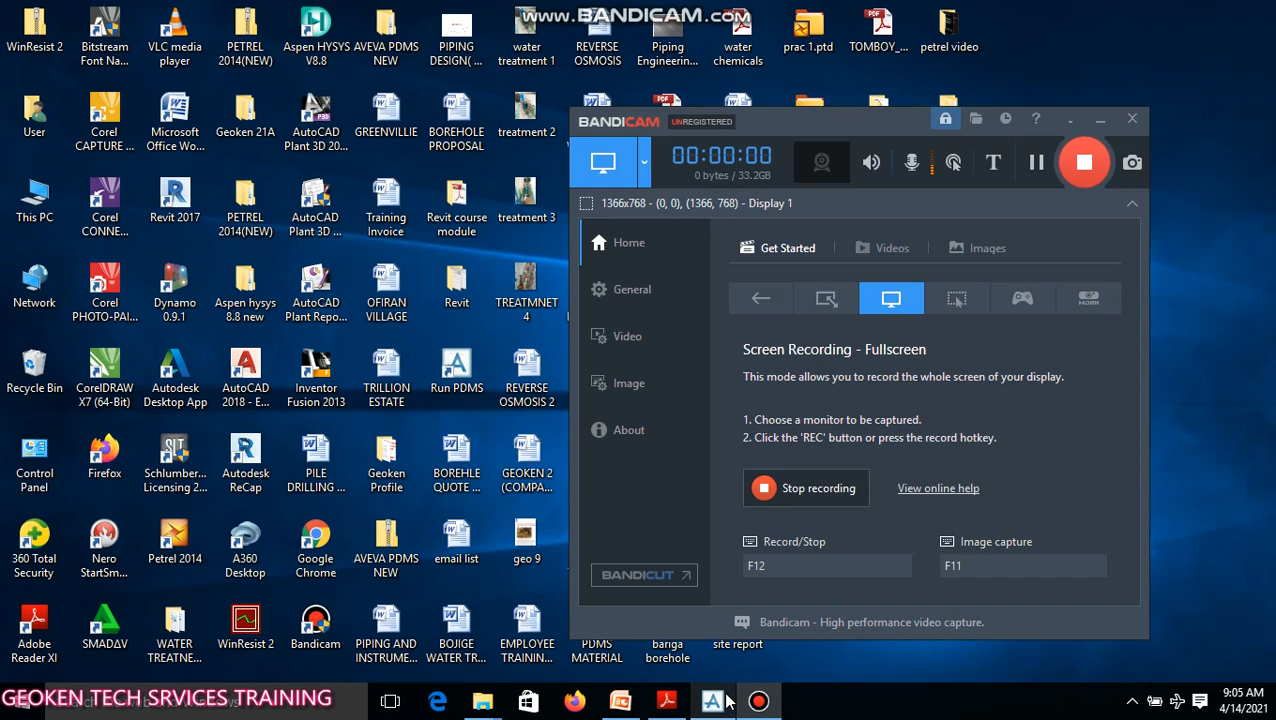 www.BANDICAM.com
WinResist 2
Bitstream
Font Na...
VLC media
player
PETREL
2014(NEW)
Aspen HYSYS
V8.8
AVEVA PDMS
NEW
PIPING
DESIGN( ...
water
treatment 1
REVERSE
OSMOSIS
Piping
Engineerin...
water
chemicals
prac 1.ptd
TOMBOY_...
petrel video
User
Corel
CAPTURE ...
Microsoft
Office Wo...
Geoken 21A
AutoCAD
Plant 3D 20...
GREENVILLIE
BOREHOLE
PROPOSAL
treatment 2
This PC
Corel
CONNE...
Revit 2017
PETREL
2014(NEW)
AutoCAD
Plant 3D ...
Training
Invoice
Revit course
module
treatment 3
Network
Corel
PHOTO-PAI...
Dynamo
0.9.1
Aspen hysys
8.8 new
AutoCAD
Plant Repo...
OFIRAN
VILLAGE
Revit
TREATMNET
4
Recycle Bin
CorelDRAW
X7 (64-Bit)
Autodesk
Desktop App
AutoCAD
2018 - E...
Inventor
Fusion 2013
TRILLION
ESTATE
Run PDMS
REVERSE
OSMOSIS 2
Control
Panel
Firefox
Schlumber...
Licensing 2...
Autodesk
ReCap
PILE
DRILLING ...
Geoken
Profile
BOREHLE
QUOTE ...
GEOKEN 2
(COMPA...
360 Total
Security
Nero
StartSm...
Petrel 2014
A360
Desktop
Google
Chrome
AVEVA PDMS
NEW
email list
geo 9
Adobe
Reader XI
SMADΔV
WATER
TREATNE...
WinResist 2
Bandicam
PIPING AND
INSTRUME...
BOJIGE
WATER TR...
EMPLOYEE
TRAININ...
PDMS
MATERIAL
bariga
borehole
site report
BANDICAM
UNREGISTERED
00:00:00
0 bytes / 33.2GB
1366x768 - (0, 0), (1366, 768) - Display 1
Home
General
Video
Image
About
BANDICUT
Get Started
Videos
Images
HDMI
Screen Recording - Fullscreen
This mode allows you to record the whole screen of your display.
1. Choose a monitor to be captured.
2. Click the 'REC' button or press the record hotkey.
Stop recording
View online help
Record/Stop
Image capture
F12
F11
Bandicam - High performance video capture.
GEOKEN TECH SRVICES TRAINING
9:05 AM
4/14/2021